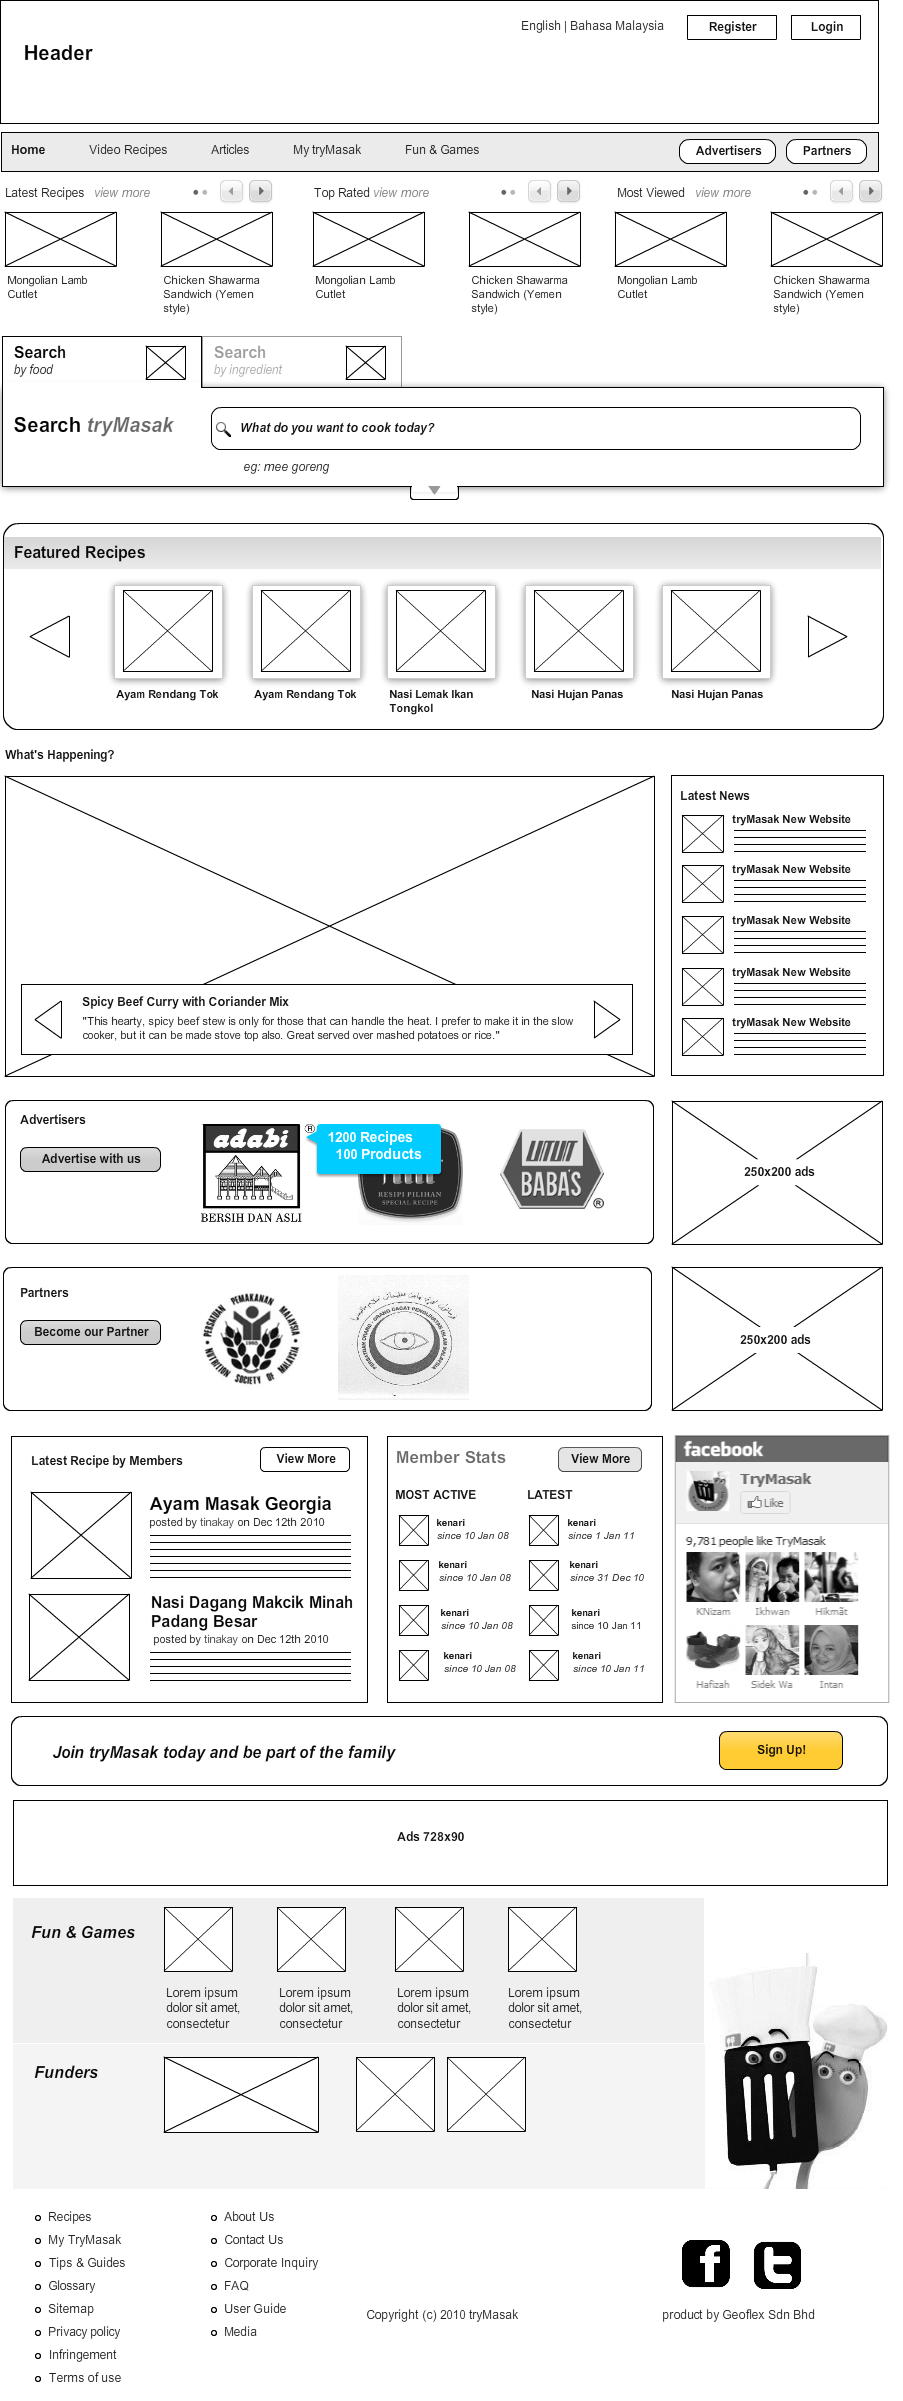 English | Bahasa Malaysia
Register
Login
Header
Home
Video Recipes
Articles
My tryMasak
Fun & Games
Advertisers
Partners
Latest Recipes view more
Top Rated view more
Most Viewed view more
Mongolian Lamb
Cutlet
Chicken Shawarma
Sandwich (Yemen
style)
Mongolian Lamb
Cutlet
Chicken Shawarma
Sandwich (Yemen
style)
Mongolian Lamb
Cutlet
Chicken Shawarma
Sandwich (Yemen
style)
Search
by food
Search
by ingredient
Search tryMasak
What do you want to cook today?
eg: mee goreng
Featured Recipes
Ayam Rendang Tok
Ayam Rendang Tok
Nasi Lemak Ikan
Tongkol
Nasi Hujan Panas
Nasi Hujan Panas
What's Happening?
Spicy Beef Curry with Coriander Mix
"This hearty, spicy beef stew is only for those that can handle the heat. I prefer to make it in the slow
cooker, but it can be made stove top also. Great served over mashed potatoes or rice."
Latest News
tryMasak New Website
tryMasak New Website
tryMasak New Website
tryMasak New Website
tryMasak New Website
Advertisers
Advertise with us
adabi
®
BERSIH DAN ASLI
1200 Recipes
100 Products
RESIPI PILIHAN
SPECIAL RECIPE
BABA'S
®
250x200 ads
Partners
Become our Partner
PERSATUAN PEMAKANAN MALAYSIA
NUTRITION SOCIETY OF MALAYSIA
250x200 ads
Latest Recipe by Members
View More
Ayam Masak Georgia
posted by tinakay on Dec 12th 2010
Nasi Dagang Makcik Minah
Padang Besar
posted by tinakay on Dec 12th 2010
Member Stats
View More
MOST ACTIVE
kenari
since 10 Jan 08
kenari
since 10 Jan 08
kenari
since 10 Jan 08
kenari
since 10 Jan 08
LATEST
kenari
since 1 Jan 11
kenari
since 31 Dec 10
kenari
since 10 Jan 11
kenari
since 10 Jan 11
facebook
TryMasak
Like
9,781 people like TryMasak
KNizam
Ikhwan
Hikmät
Hafizah
Sidek Wa
Intan
Join tryMasak today and be part of the family
Sign Up!
Ads 728x90
Fun & Games
Lorem ipsum
dolor sit amet,
consectetur
Lorem ipsum
dolor sit amet,
consectetur
Lorem ipsum
dolor sit amet,
consectetur
Lorem ipsum
dolor sit amet,
consectetur
Funders
Recipes
My TryMasak
Tips & Guides
Glossary
Sitemap
Privacy policy
Infringement
Terms of use
About Us
Contact Us
Corporate Inquiry
FAQ
User Guide
Media
Copyright (c) 2010 tryMasak
product by Geoflex Sdn Bhd